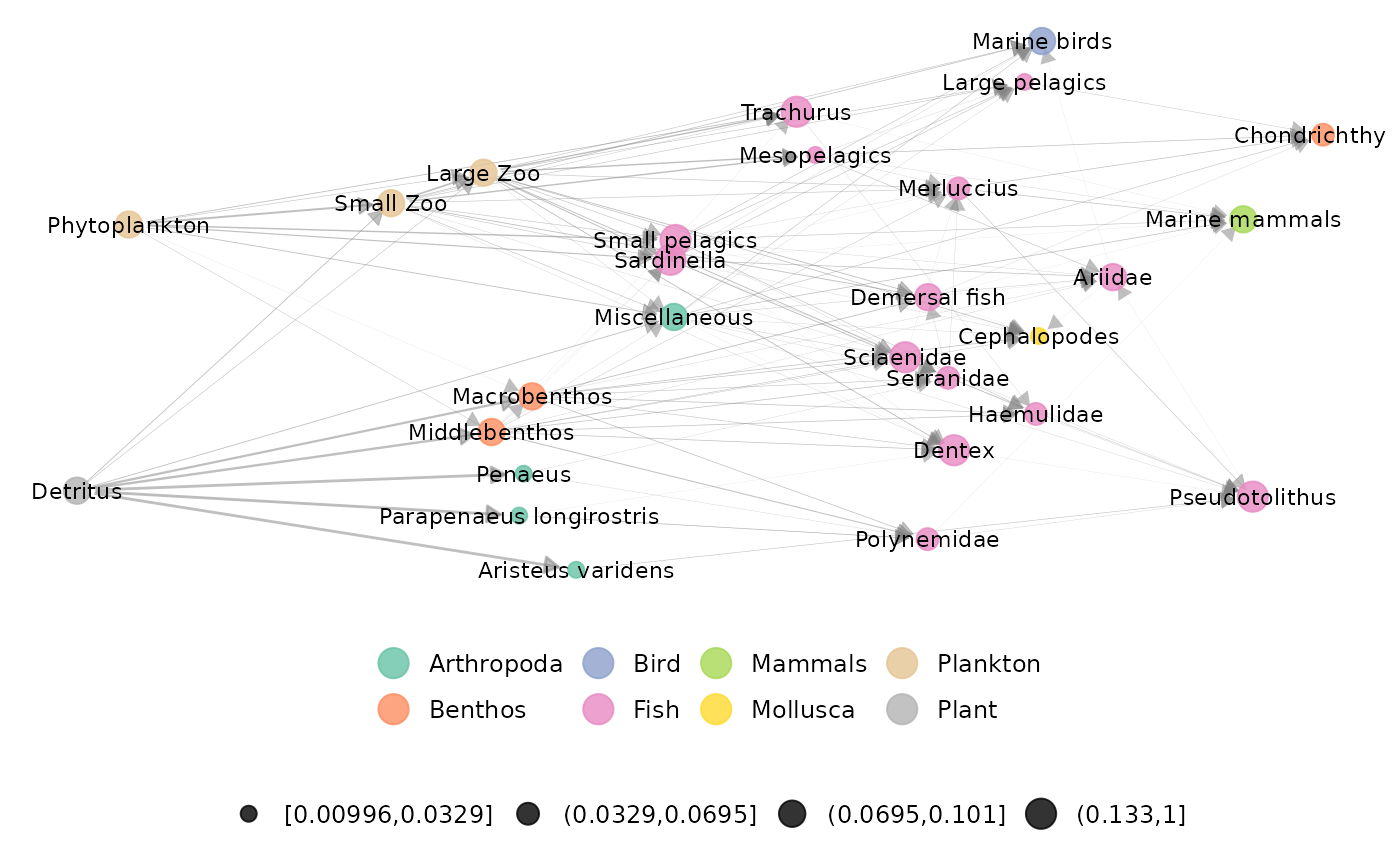 Marine birds
Large pelagics
Trachurus
Chondrichthy
Mesopelagics
Large Zoo
Merluccius
Small Zoo
Marine mammals
Phytoplankton
Small pelagics
Sardinella
Ariidae
Demersal fish
Miscellaneous
Cephalopodes
Sciaenidae
Serranidae
Macrobenthos
Haemulidae
Middlebenthos
Dentex
Penaeus
Detritus
Pseudotolithus
Parapenaeus longirostris
Polynemidae
Aristeus varidens
Arthropoda Bird Mammals Plankton
Benthos Fish Mollusca Plant
[0.00996,0.0329] (0.0329,0.0695] (0.0695,0.101] (0.133,1]